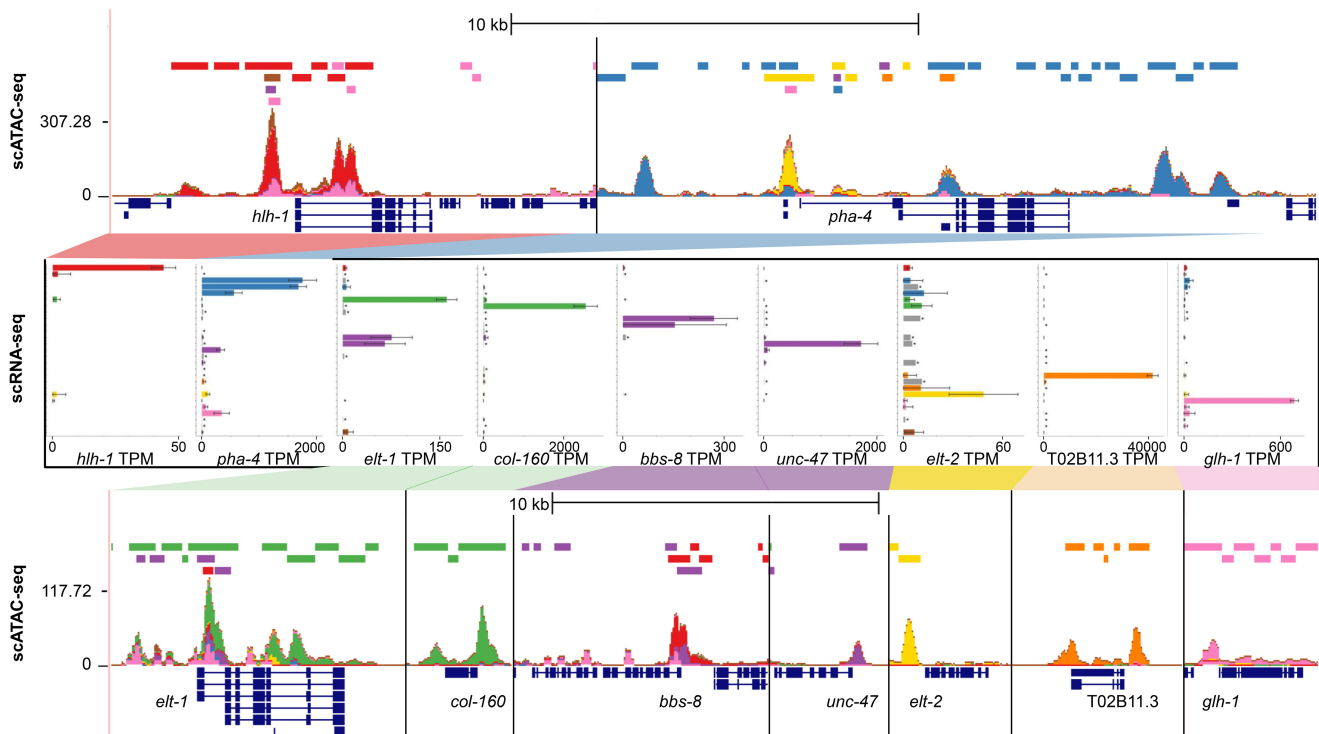 10 kb
scATAC-seq
307.28
0
hlh-1
pha-4
scRNA-seq
0 50
hlh-1 TPM
0 2000
pha-4 TPM
0 150
elt-1 TPM
0 2000
col-160 TPM
0 300
bbs-8 TPM
0 2000
unc-47 TPM
0 60
elt-2 TPM
0 40000
T02B11.3 TPM
0 600
glh-1 TPM
10 kb
scATAC-seq
117.72
0
elt-1
col-160
bbs-8
unc-47
elt-2
T02B11.3
glh-1